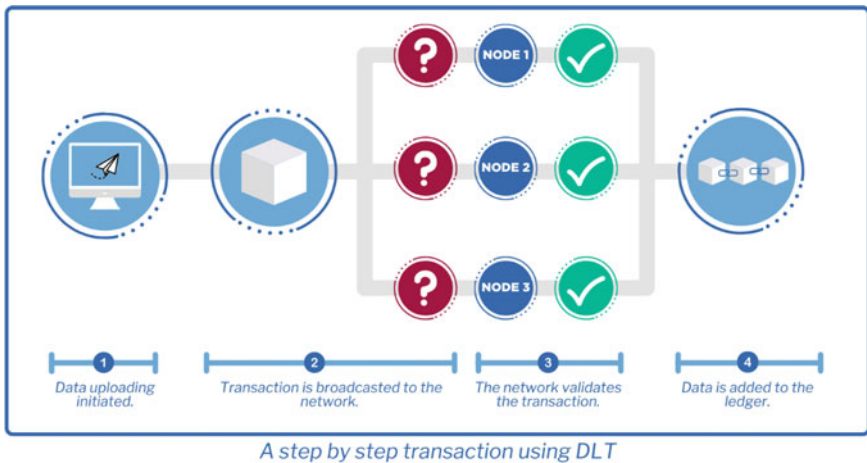 ?
NODE 1
?
NODE 2
?
NODE 3
1
2
3
4
Data uploading
initiated.
Transaction is broadcasted to the
network.
The network validates
the transaction.
Data is added to the
ledger.
A step by step transaction using DLT